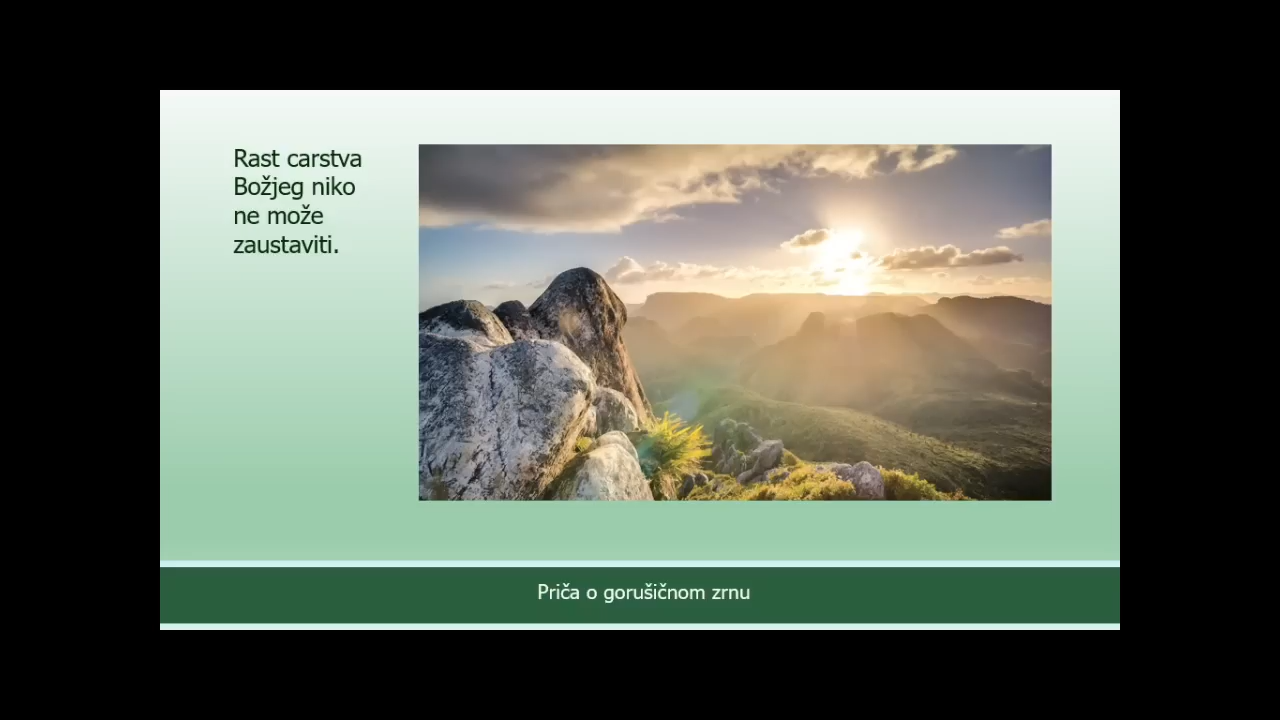 Rast carstva
Božjeg niko
ne može
zaustaviti.
Priča o gorušičnom zrnu